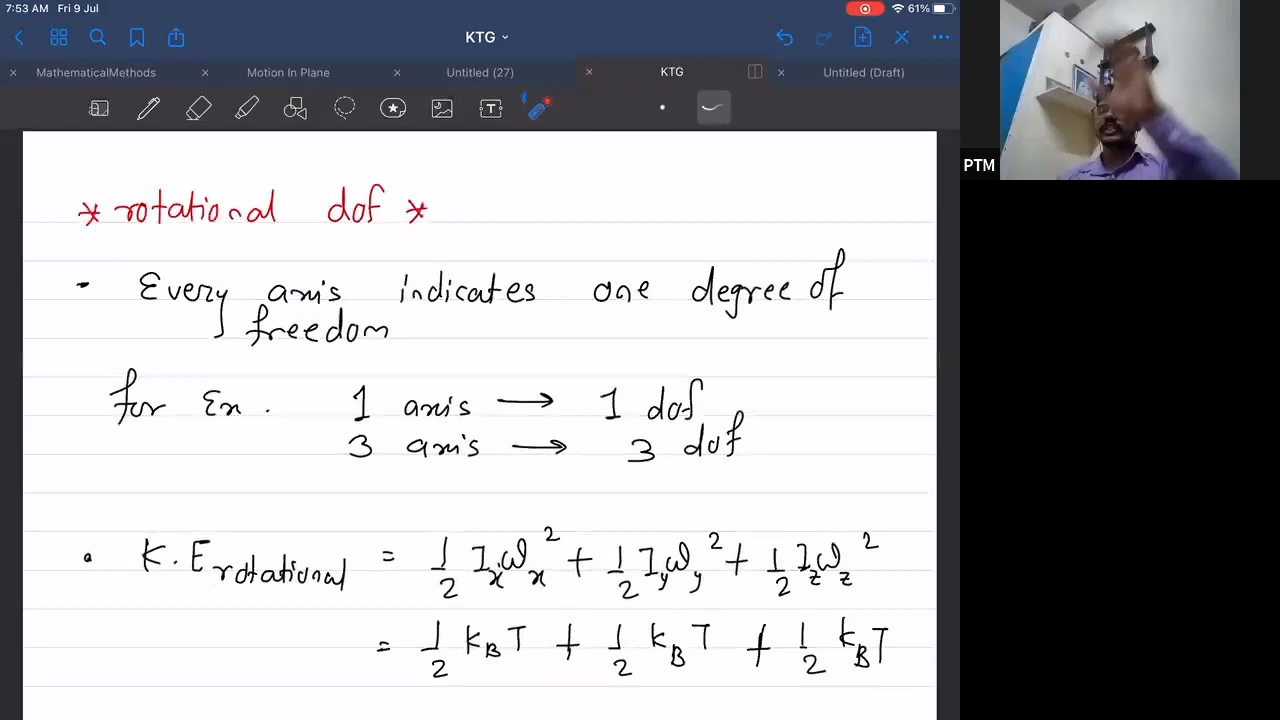 7:53 AM Fri 9 Jul 61%
KTG
MathematicalMethods Motion In Plane Untitled (27) KTG Untitled (Draft)
T
PTM
* rotational dof *
- Every axis indicates one degree of
freedom
for Ex. 1 axis → 1 dof
3 axis → 3 dof
• K.E rotational = 1/2 Ixωx² + 1/2 Iyωy² + 1/2 Izωz²
= 1/2 KBT + 1/2 KBT + 1/2 KBT